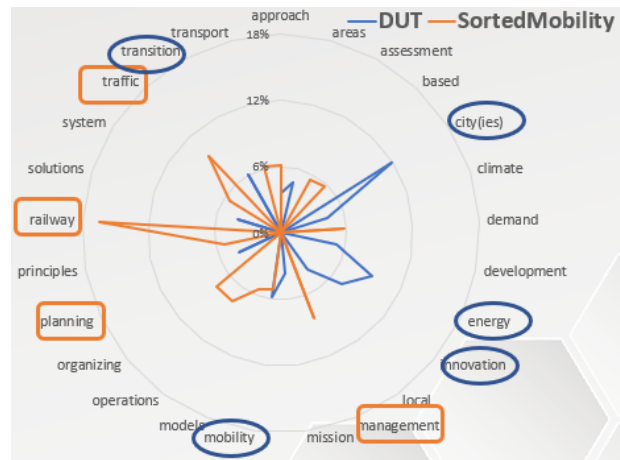 DUT SortedMobility
18%
12%
6%
0%
approach
areas
assessment
based
city(ies)
climate
demand
development
energy
innovation
local
management
mission
mobility
models
operations
organizing
planning
principles
railway
solutions
system
traffic
transition
transport